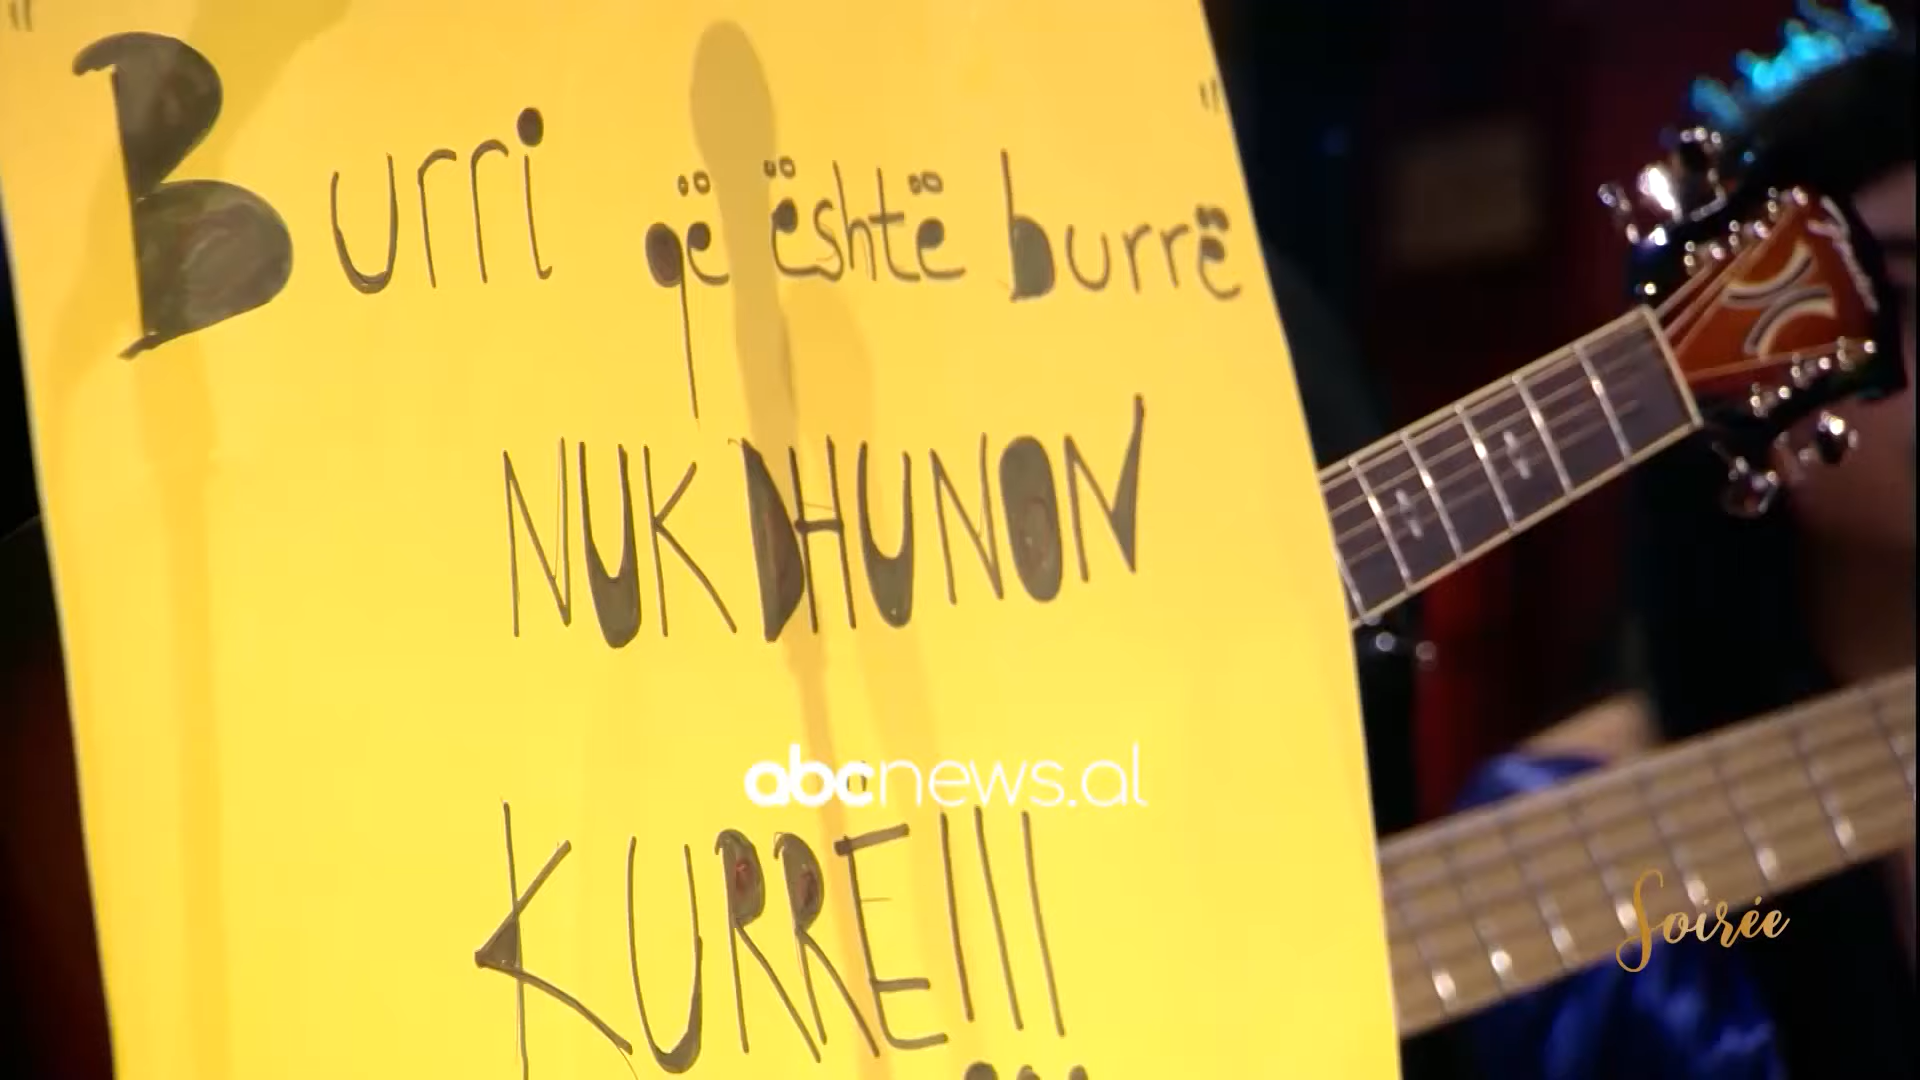 "Burri që është burrë"
NUK DHUNON
abcnews.al
KURRE!!!
Soirée